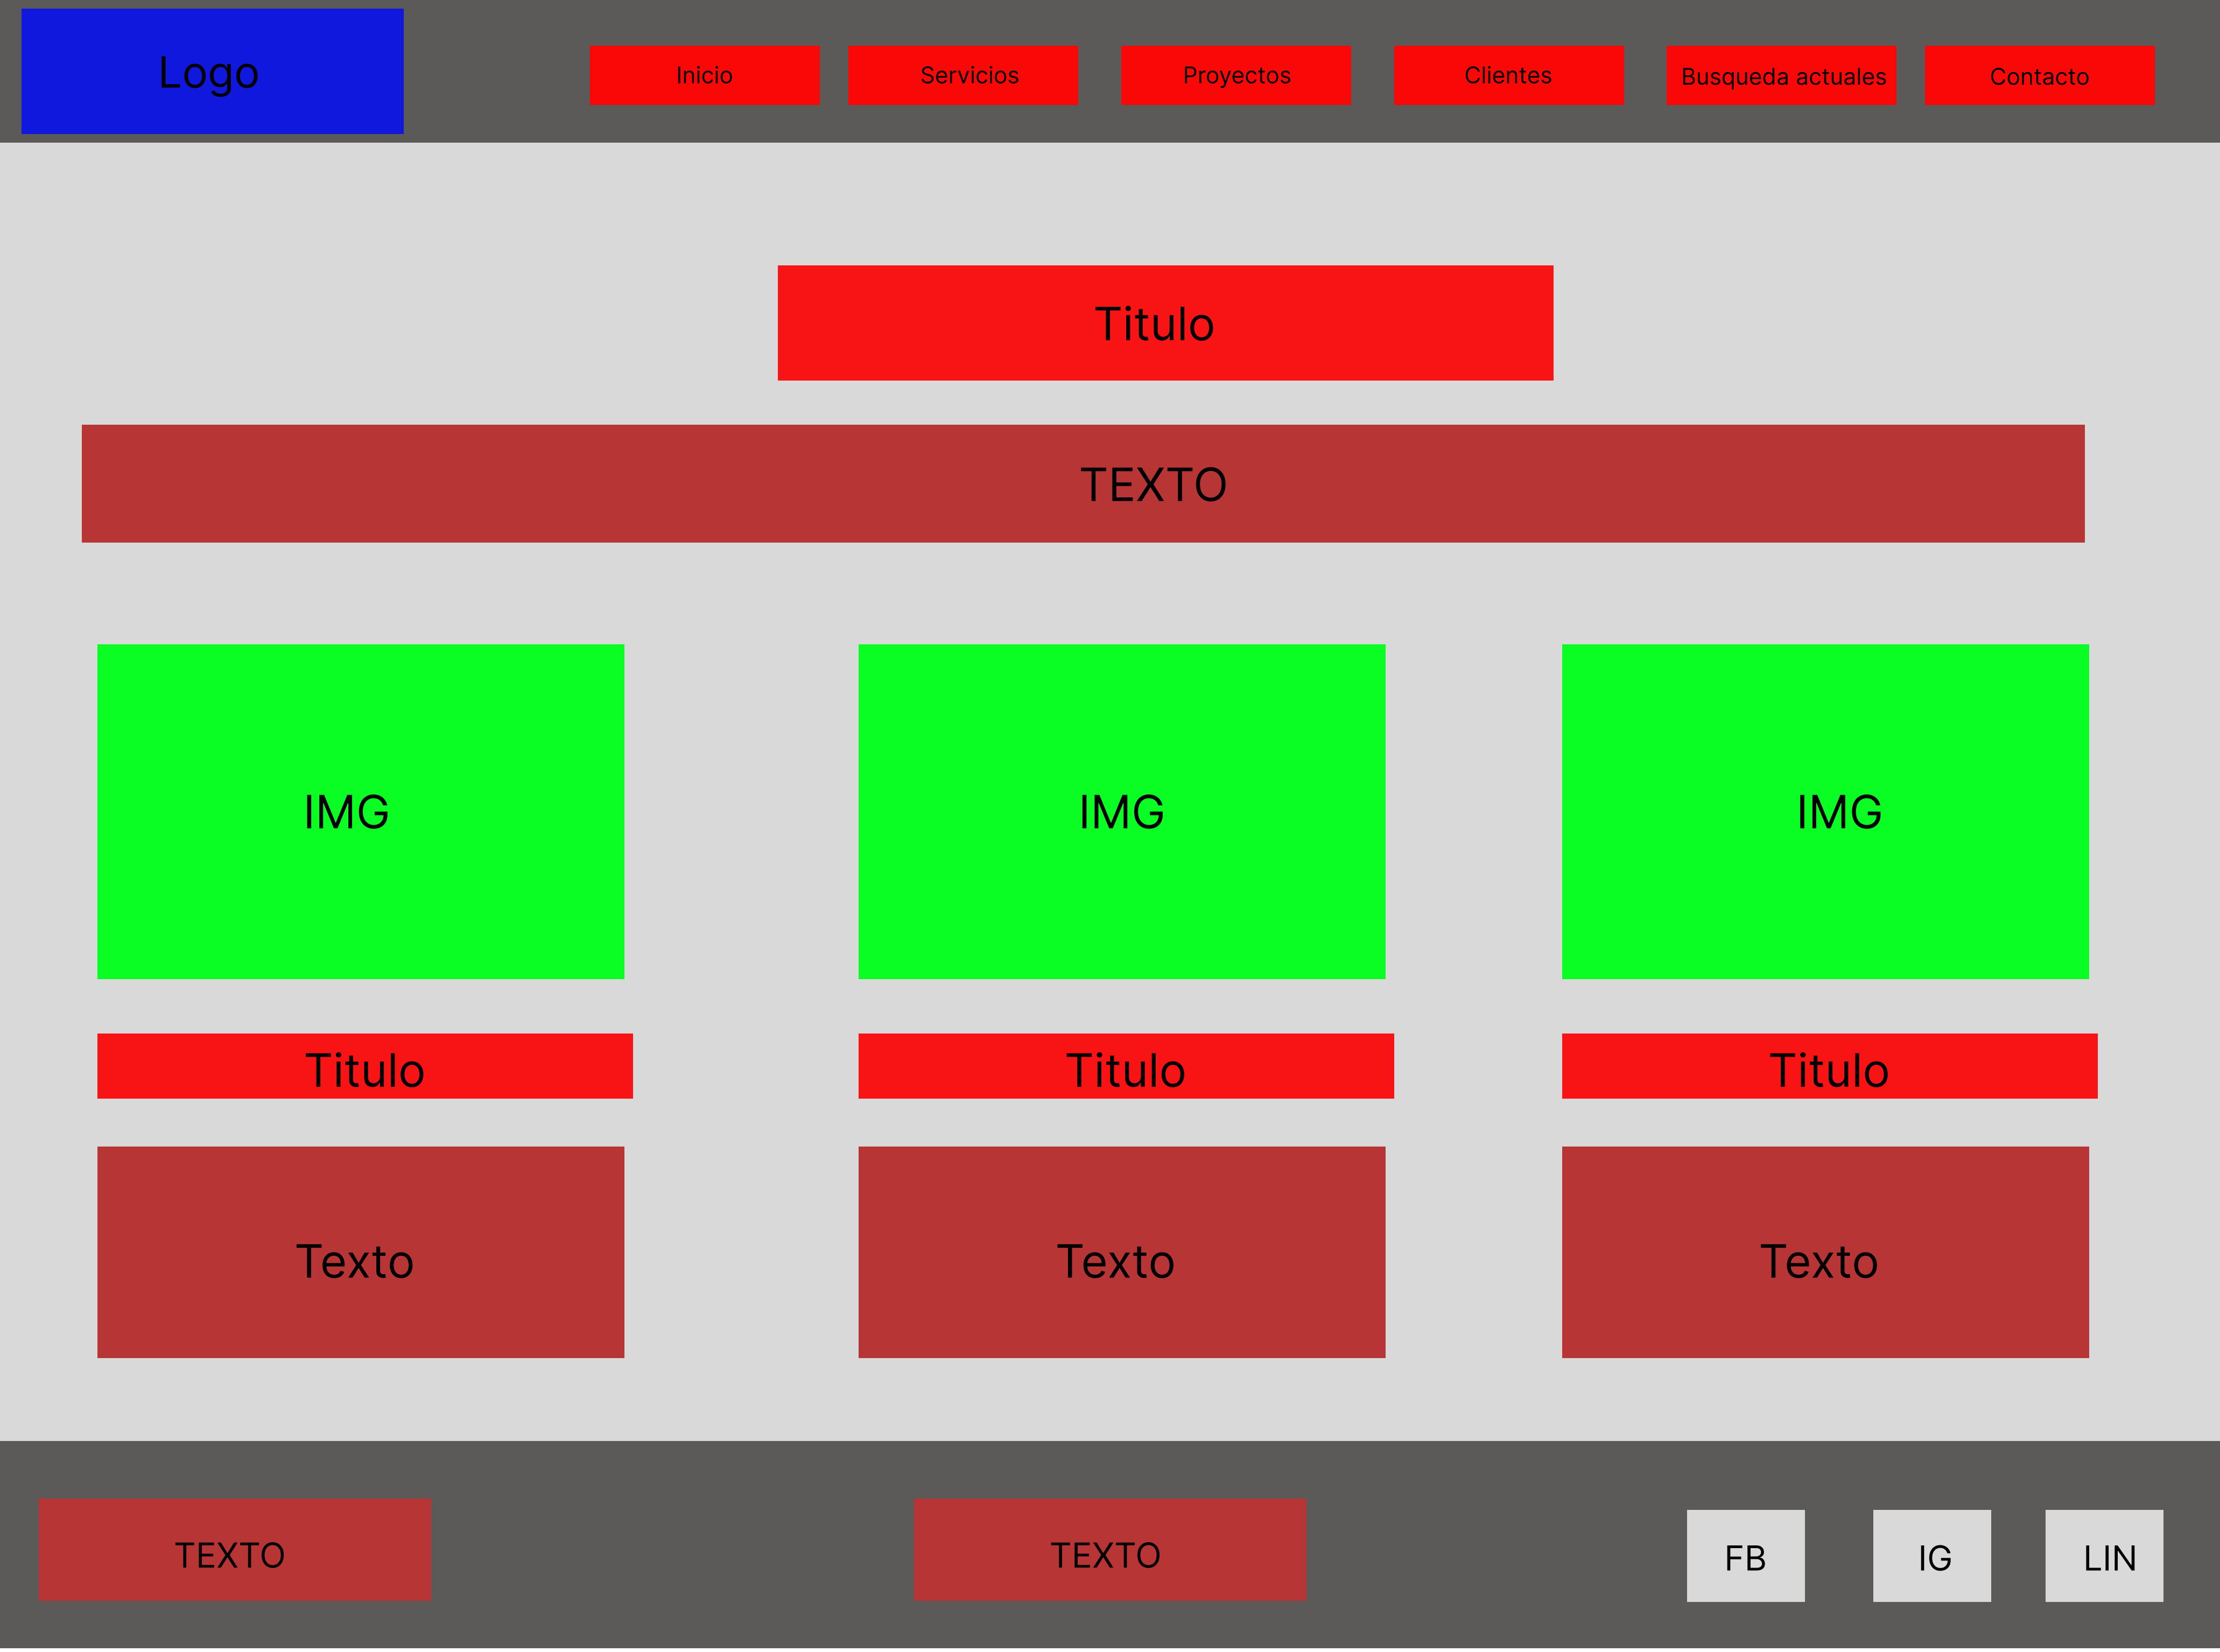 Logo
Inicio
Servicios
Proyectos
Clientes
Busqueda actuales
Contacto
Titulo
TEXTO
IMG
IMG
IMG
Titulo
Titulo
Titulo
Texto
Texto
Texto
TEXTO
TEXTO
FB
IG
LIN